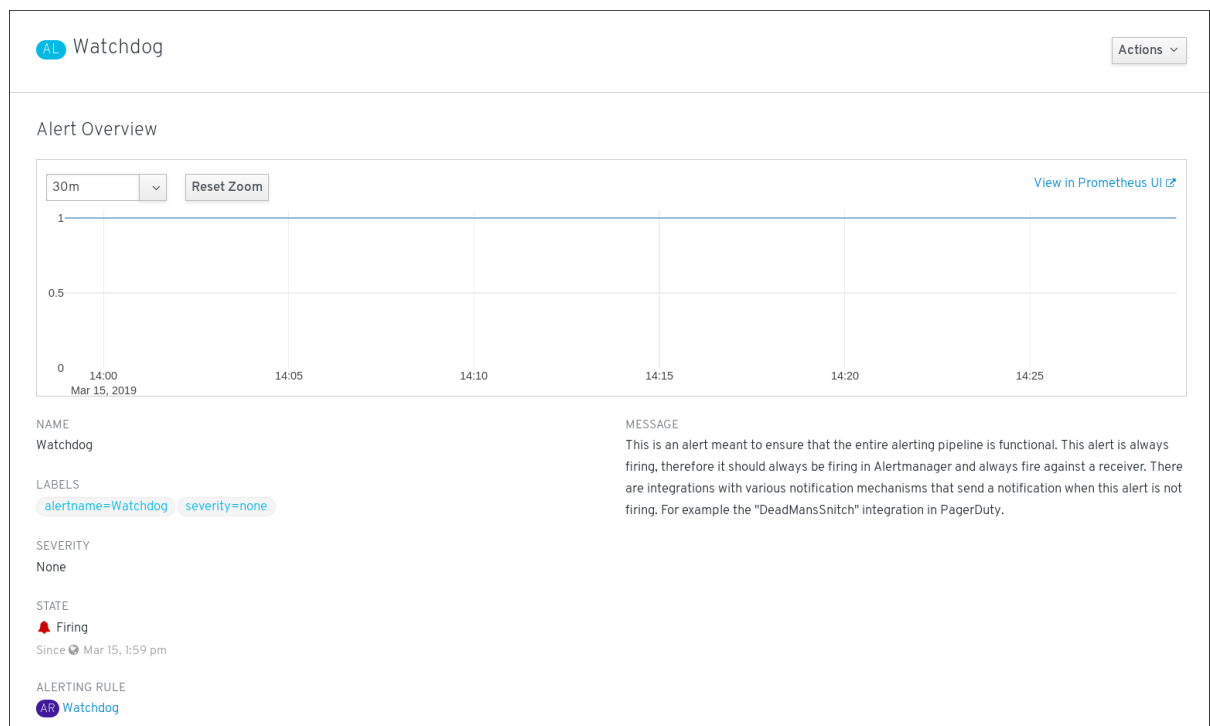 AL Watchdog
Actions
Alert Overview
30m
Reset Zoom
View in Prometheus UI
1
0.5
0
14:00
14:05
14:10
14:15
14:20
14:25
Mar 15, 2019
NAME
Watchdog
LABELS
alertname=Watchdog severity=none
SEVERITY
None
STATE
Firing
Since Mar 15, 1:59 pm
ALERTING RULE
AR Watchdog
MESSAGE
This is an alert meant to ensure that the entire alerting pipeline is functional. This alert is always
firing, therefore it should always be firing in Alertmanager and always fire against a receiver. There
are integrations with various notification mechanisms that send a notification when this alert is not
firing. For example the "DeadMansSnitch" integration in PagerDuty.